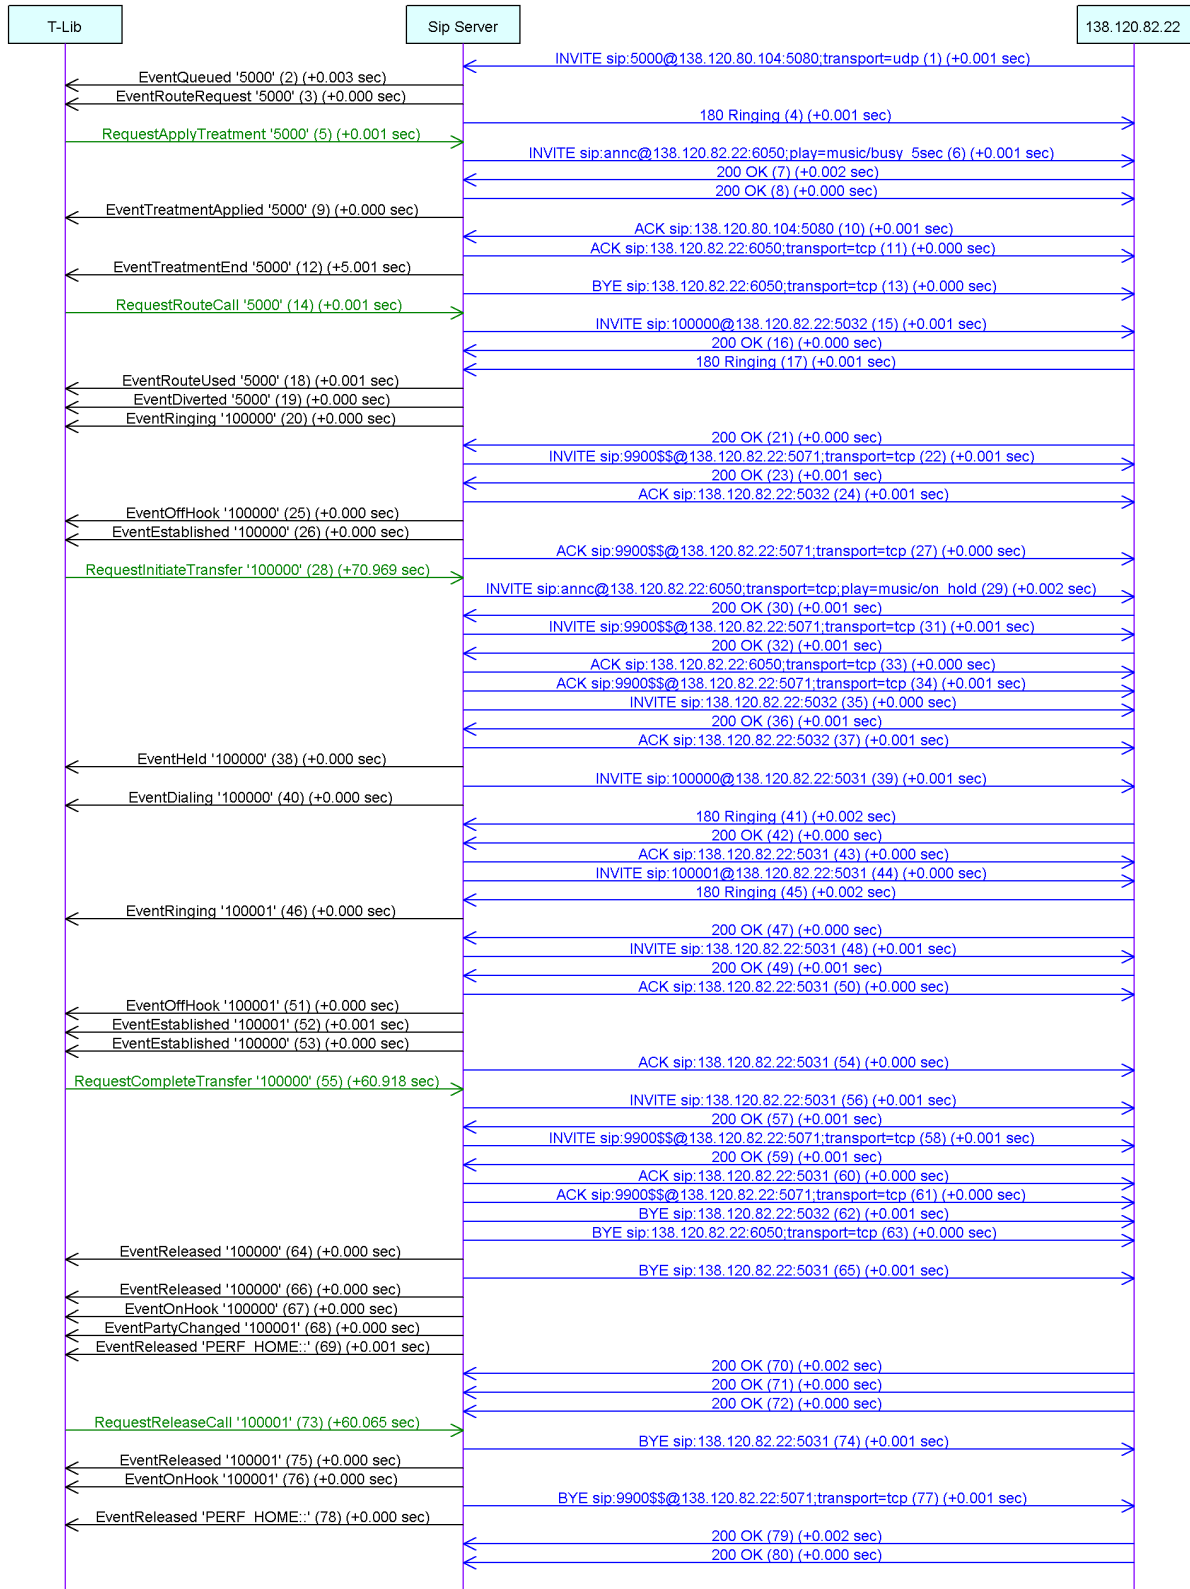 T-Lib
Sip Server
138.120.82.22
INVITE sip:5000@138.120.80.104:5080;transport=udp (1) (+0.001 sec)
EventQueued '5000' (2) (+0.003 sec)
EventRouteRequest '5000' (3) (+0.000 sec)
180 Ringing (4) (+0.001 sec)
RequestApplyTreatment '5000' (5) (+0.001 sec)
INVITE sip:annc@138.120.82.22:6050;play=music/busy_5sec (6) (+0.001 sec)
200 OK (7) (+0.002 sec)
200 OK (8) (+0.000 sec)
EventTreatmentApplied '5000' (9) (+0.000 sec)
ACK sip:138.120.80.104:5080 (10) (+0.001 sec)
ACK sip:138.120.82.22:6050;transport=tcp (11) (+0.000 sec)
EventTreatmentEnd '5000' (12) (+5.001 sec)
BYE sip:138.120.82.22:6050;transport=tcp (13) (+0.000 sec)
RequestRouteCall '5000' (14) (+0.001 sec)
INVITE sip:100000@138.120.82.22:5032 (15) (+0.001 sec)
200 OK (16) (+0.000 sec)
180 Ringing (17) (+0.001 sec)
EventRouteUsed '5000' (18) (+0.001 sec)
EventDiverted '5000' (19) (+0.000 sec)
EventRinging '100000' (20) (+0.000 sec)
200 OK (21) (+0.000 sec)
INVITE sip:9900$$@138.120.82.22:5071;transport=tcp (22) (+0.001 sec)
200 OK (23) (+0.001 sec)
ACK sip:138.120.82.22:5032 (24) (+0.001 sec)
EventOffHook '100000' (25) (+0.000 sec)
EventEstablished '100000' (26) (+0.000 sec)
ACK sip:9900$$@138.120.82.22:5071;transport=tcp (27) (+0.000 sec)
RequestInitiateTransfer '100000' (28) (+70.969 sec)
INVITE sip:annc@138.120.82.22:6050;transport=tcp;play=music/on_hold (29) (+0.002 sec)
200 OK (30) (+0.001 sec)
INVITE sip:9900$$@138.120.82.22:5071;transport=tcp (31) (+0.001 sec)
200 OK (32) (+0.001 sec)
ACK sip:138.120.82.22:6050;transport=tcp (33) (+0.000 sec)
ACK sip:9900$$@138.120.82.22:5071;transport=tcp (34) (+0.001 sec)
INVITE sip:138.120.82.22:5032 (35) (+0.000 sec)
200 OK (36) (+0.001 sec)
ACK sip:138.120.82.22:5032 (37) (+0.001 sec)
EventHeld '100000' (38) (+0.000 sec)
INVITE sip:100000@138.120.82.22:5031 (39) (+0.001 sec)
EventDialing '100000' (40) (+0.000 sec)
180 Ringing (41) (+0.002 sec)
200 OK (42) (+0.000 sec)
ACK sip:138.120.82.22:5031 (43) (+0.000 sec)
INVITE sip:100001@138.120.82.22:5031 (44) (+0.000 sec)
180 Ringing (45) (+0.002 sec)
EventRinging '100001' (46) (+0.000 sec)
200 OK (47) (+0.000 sec)
INVITE sip:138.120.82.22:5031 (48) (+0.001 sec)
200 OK (49) (+0.001 sec)
ACK sip:138.120.82.22:5031 (50) (+0.000 sec)
EventOffHook '100001' (51) (+0.000 sec)
EventEstablished '100001' (52) (+0.001 sec)
EventEstablished '100000' (53) (+0.000 sec)
ACK sip:138.120.82.22:5031 (54) (+0.000 sec)
RequestCompleteTransfer '100000' (55) (+60.918 sec)
INVITE sip:138.120.82.22:5031 (56) (+0.001 sec)
200 OK (57) (+0.001 sec)
INVITE sip:9900$$@138.120.82.22:5071;transport=tcp (58) (+0.001 sec)
200 OK (59) (+0.001 sec)
ACK sip:138.120.82.22:5031 (60) (+0.000 sec)
ACK sip:9900$$@138.120.82.22:5071;transport=tcp (61) (+0.000 sec)
BYE sip:138.120.82.22:5032 (62) (+0.001 sec)
BYE sip:138.120.82.22:6050;transport=tcp (63) (+0.000 sec)
EventReleased '100000' (64) (+0.000 sec)
BYE sip:138.120.82.22:5031 (65) (+0.001 sec)
EventReleased '100000' (66) (+0.000 sec)
EventOnHook '100000' (67) (+0.000 sec)
EventPartyChanged '100001' (68) (+0.000 sec)
EventReleased 'PERF_HOME::' (69) (+0.001 sec)
200 OK (70) (+0.002 sec)
200 OK (71) (+0.000 sec)
200 OK (72) (+0.000 sec)
RequestReleaseCall '100001' (73) (+60.065 sec)
BYE sip:138.120.82.22:5031 (74) (+0.001 sec)
EventReleased '100001' (75) (+0.000 sec)
EventOnHook '100001' (76) (+0.000 sec)
BYE sip:9900$$@138.120.82.22:5071;transport=tcp (77) (+0.001 sec)
EventReleased 'PERF_HOME::' (78) (+0.000 sec)
200 OK (79) (+0.002 sec)
200 OK (80) (+0.000 sec)